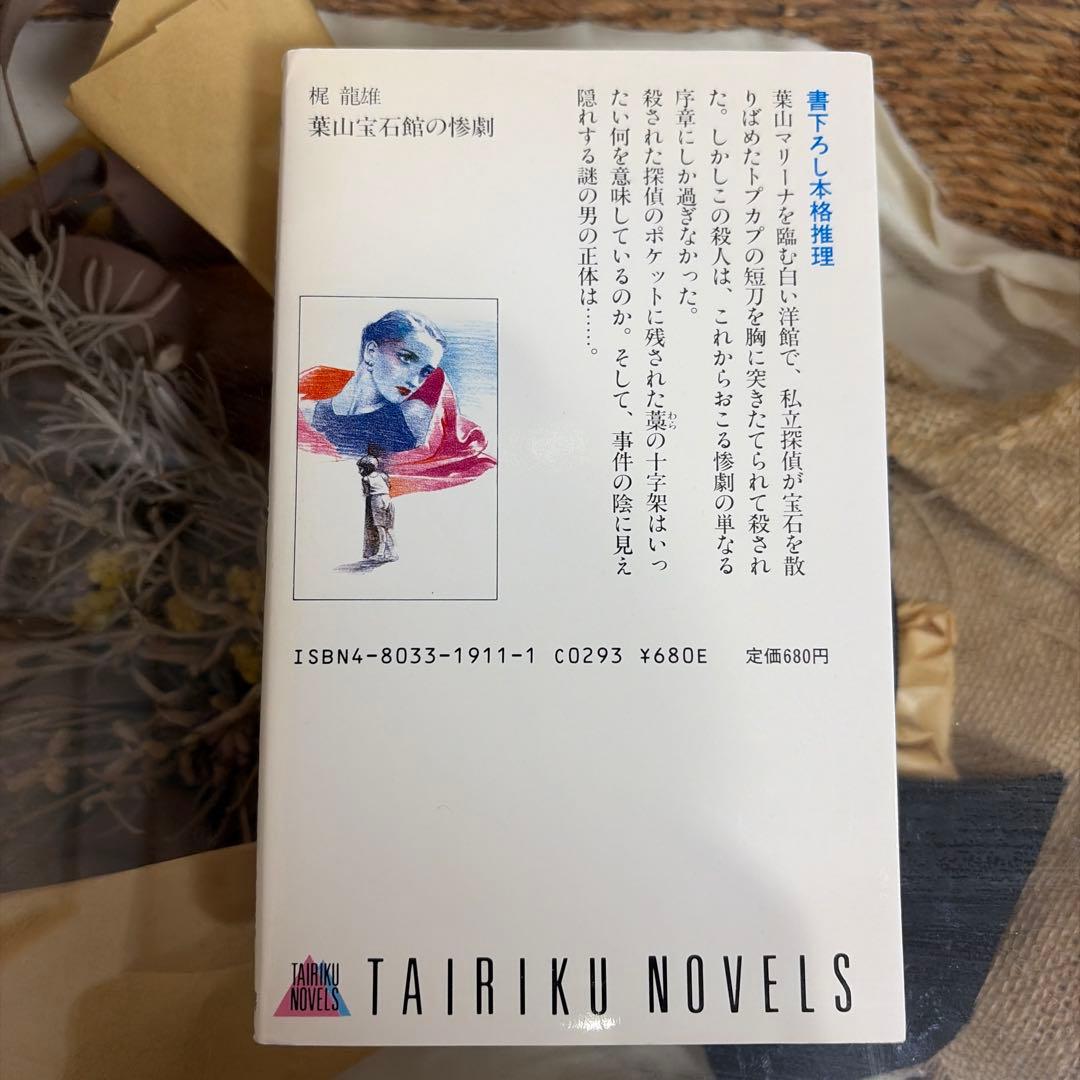 梶 龍雄
葉山宝石館の惨劇
書下ろし本格推理
葉山マリーナを臨む白い洋館で、私立探偵が宝石を散
りばめたトプカプの短刀を胸に突きたてられて殺され
た。しかしこの殺人は、これからおこる惨劇の単なる
序章にしか過ぎなかった。
殺された探偵のポケットに残された藁の十字架はいっ
わら
たい何を意味しているのか。そして、事件の陰に見え
隠れする謎の男の正体は……。
ISBN4-8033-1911-1 C0293 ¥680E 定価680円
TAIRIKU
NOVELS
TAIRIKU NOVELS